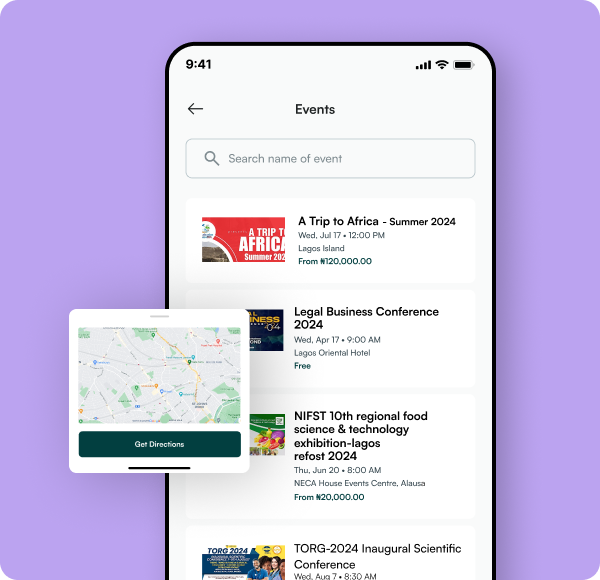 9:41
Events
Search name of event
A TRIP TO
AFRICA
Summer 202
A Trip to Africa - Summer 2024
Wed, Jul 17 • 12:00 PM
Lagos Island
From ₦120,000.00
Legal Business Conference
2024
Wed, Apr 17 • 9:00 AM
Lagos Oriental Hotel
Free
Get Directions
NIFST 10th regional food
science & technology
exhibition-lagos
refost 2024
Thu, Jun 20 • 8:00 AM
NECA House Events Centre, Alausa
From ₦20,000.00
TORG 2024
INAUGURAL SCIENTIFIC
CONFERENCE
TORG-2024 Inaugural Scientific
Conference
Wed, Aug 7 • 8:30 AM